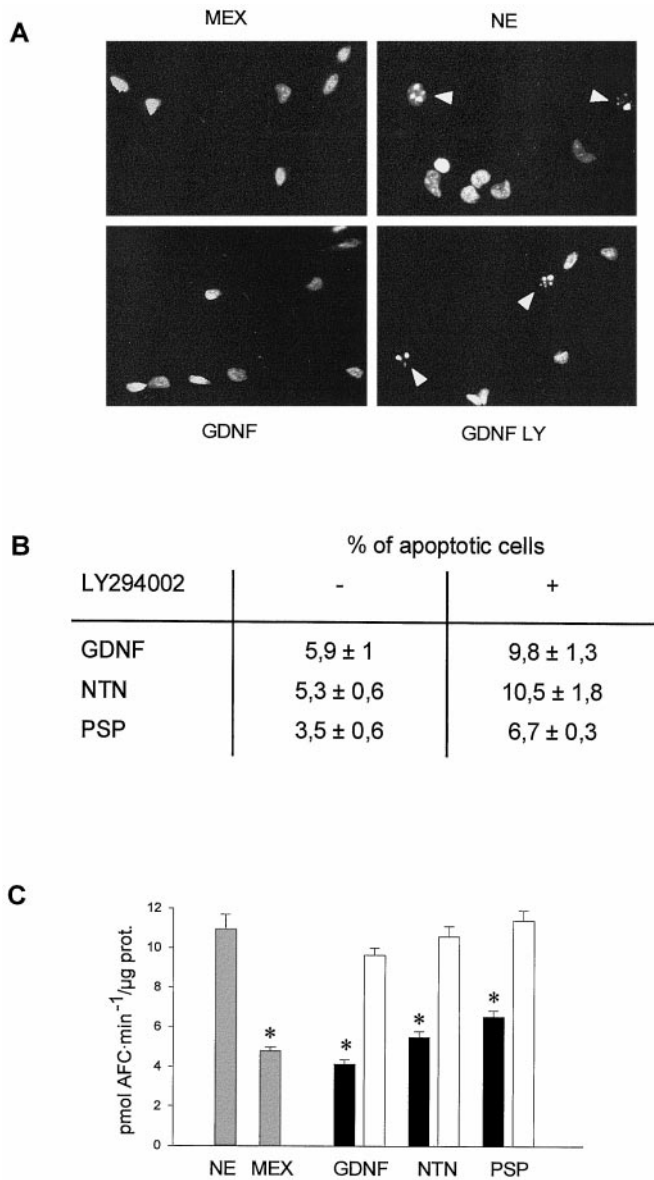 A
MEX NE
GDNF GDNF LY
B
% of apoptotic cells
LY294002 - +
GDNF 5,9 ± 1 9,8 ± 1,3
NTN 5,3 ± 0,6 10,5 ± 1,8
PSP 3,5 ± 0,6 6,7 ± 0,3
C
pmol AFC·min⁻¹/µg prot.
12
10
8
6
4
2
0
* * * *
NE MEX GDNF NTN PSP